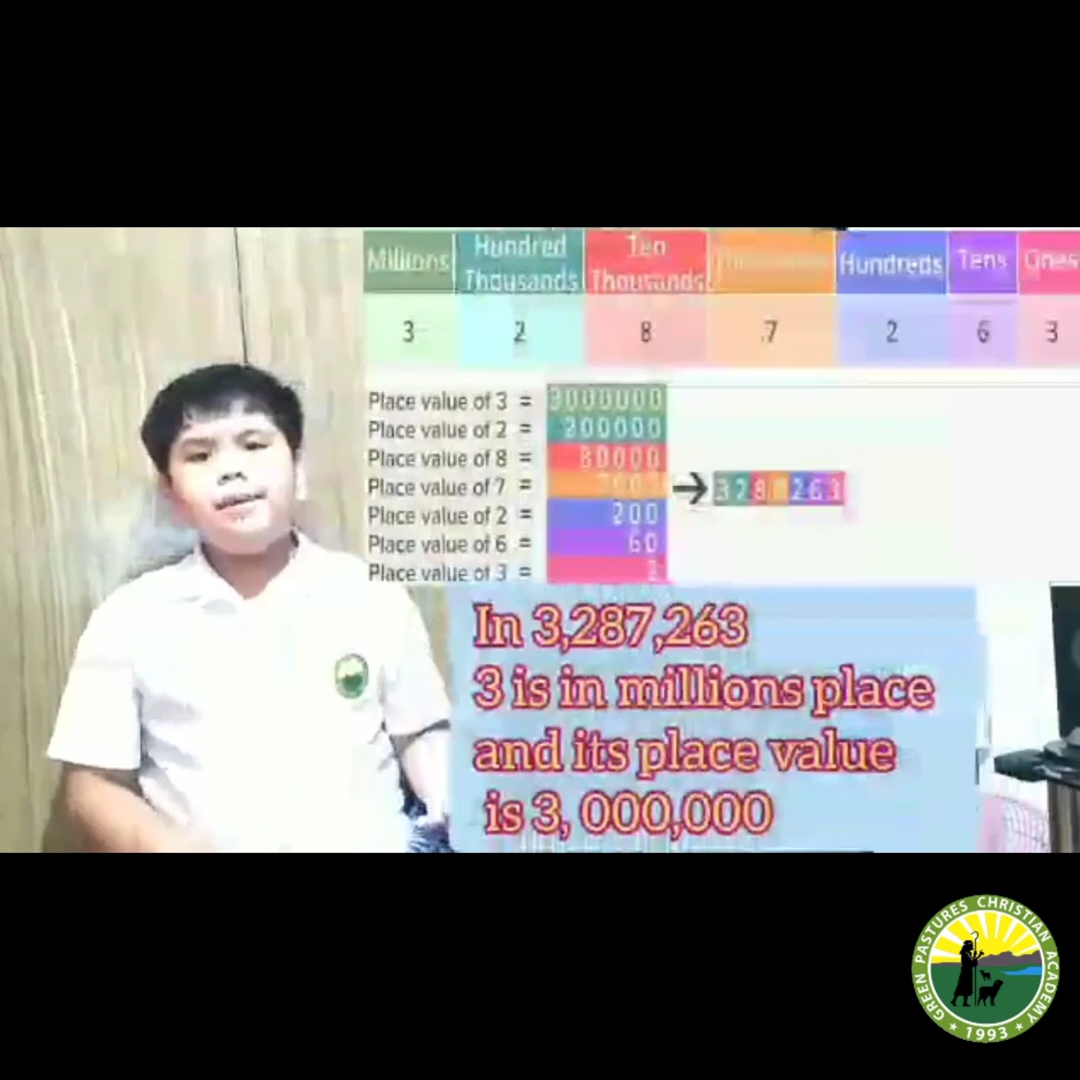 Millions Hundred Thousands Ten Thousands Hundreds Tens Ones
3 2 8 7 2 6 3
Place value of 3 = 3000000
Place value of 2 = 200000
Place value of 8 = 80000
Place value of 7 =
Place value of 2 = 200
Place value of 6 = 60
Place value of 3 = 3
In 3,287,263
3 is in millions place
and its place value
is 3, 000,000
GREEN PASTURES CHRISTIAN ACADEMY
1993